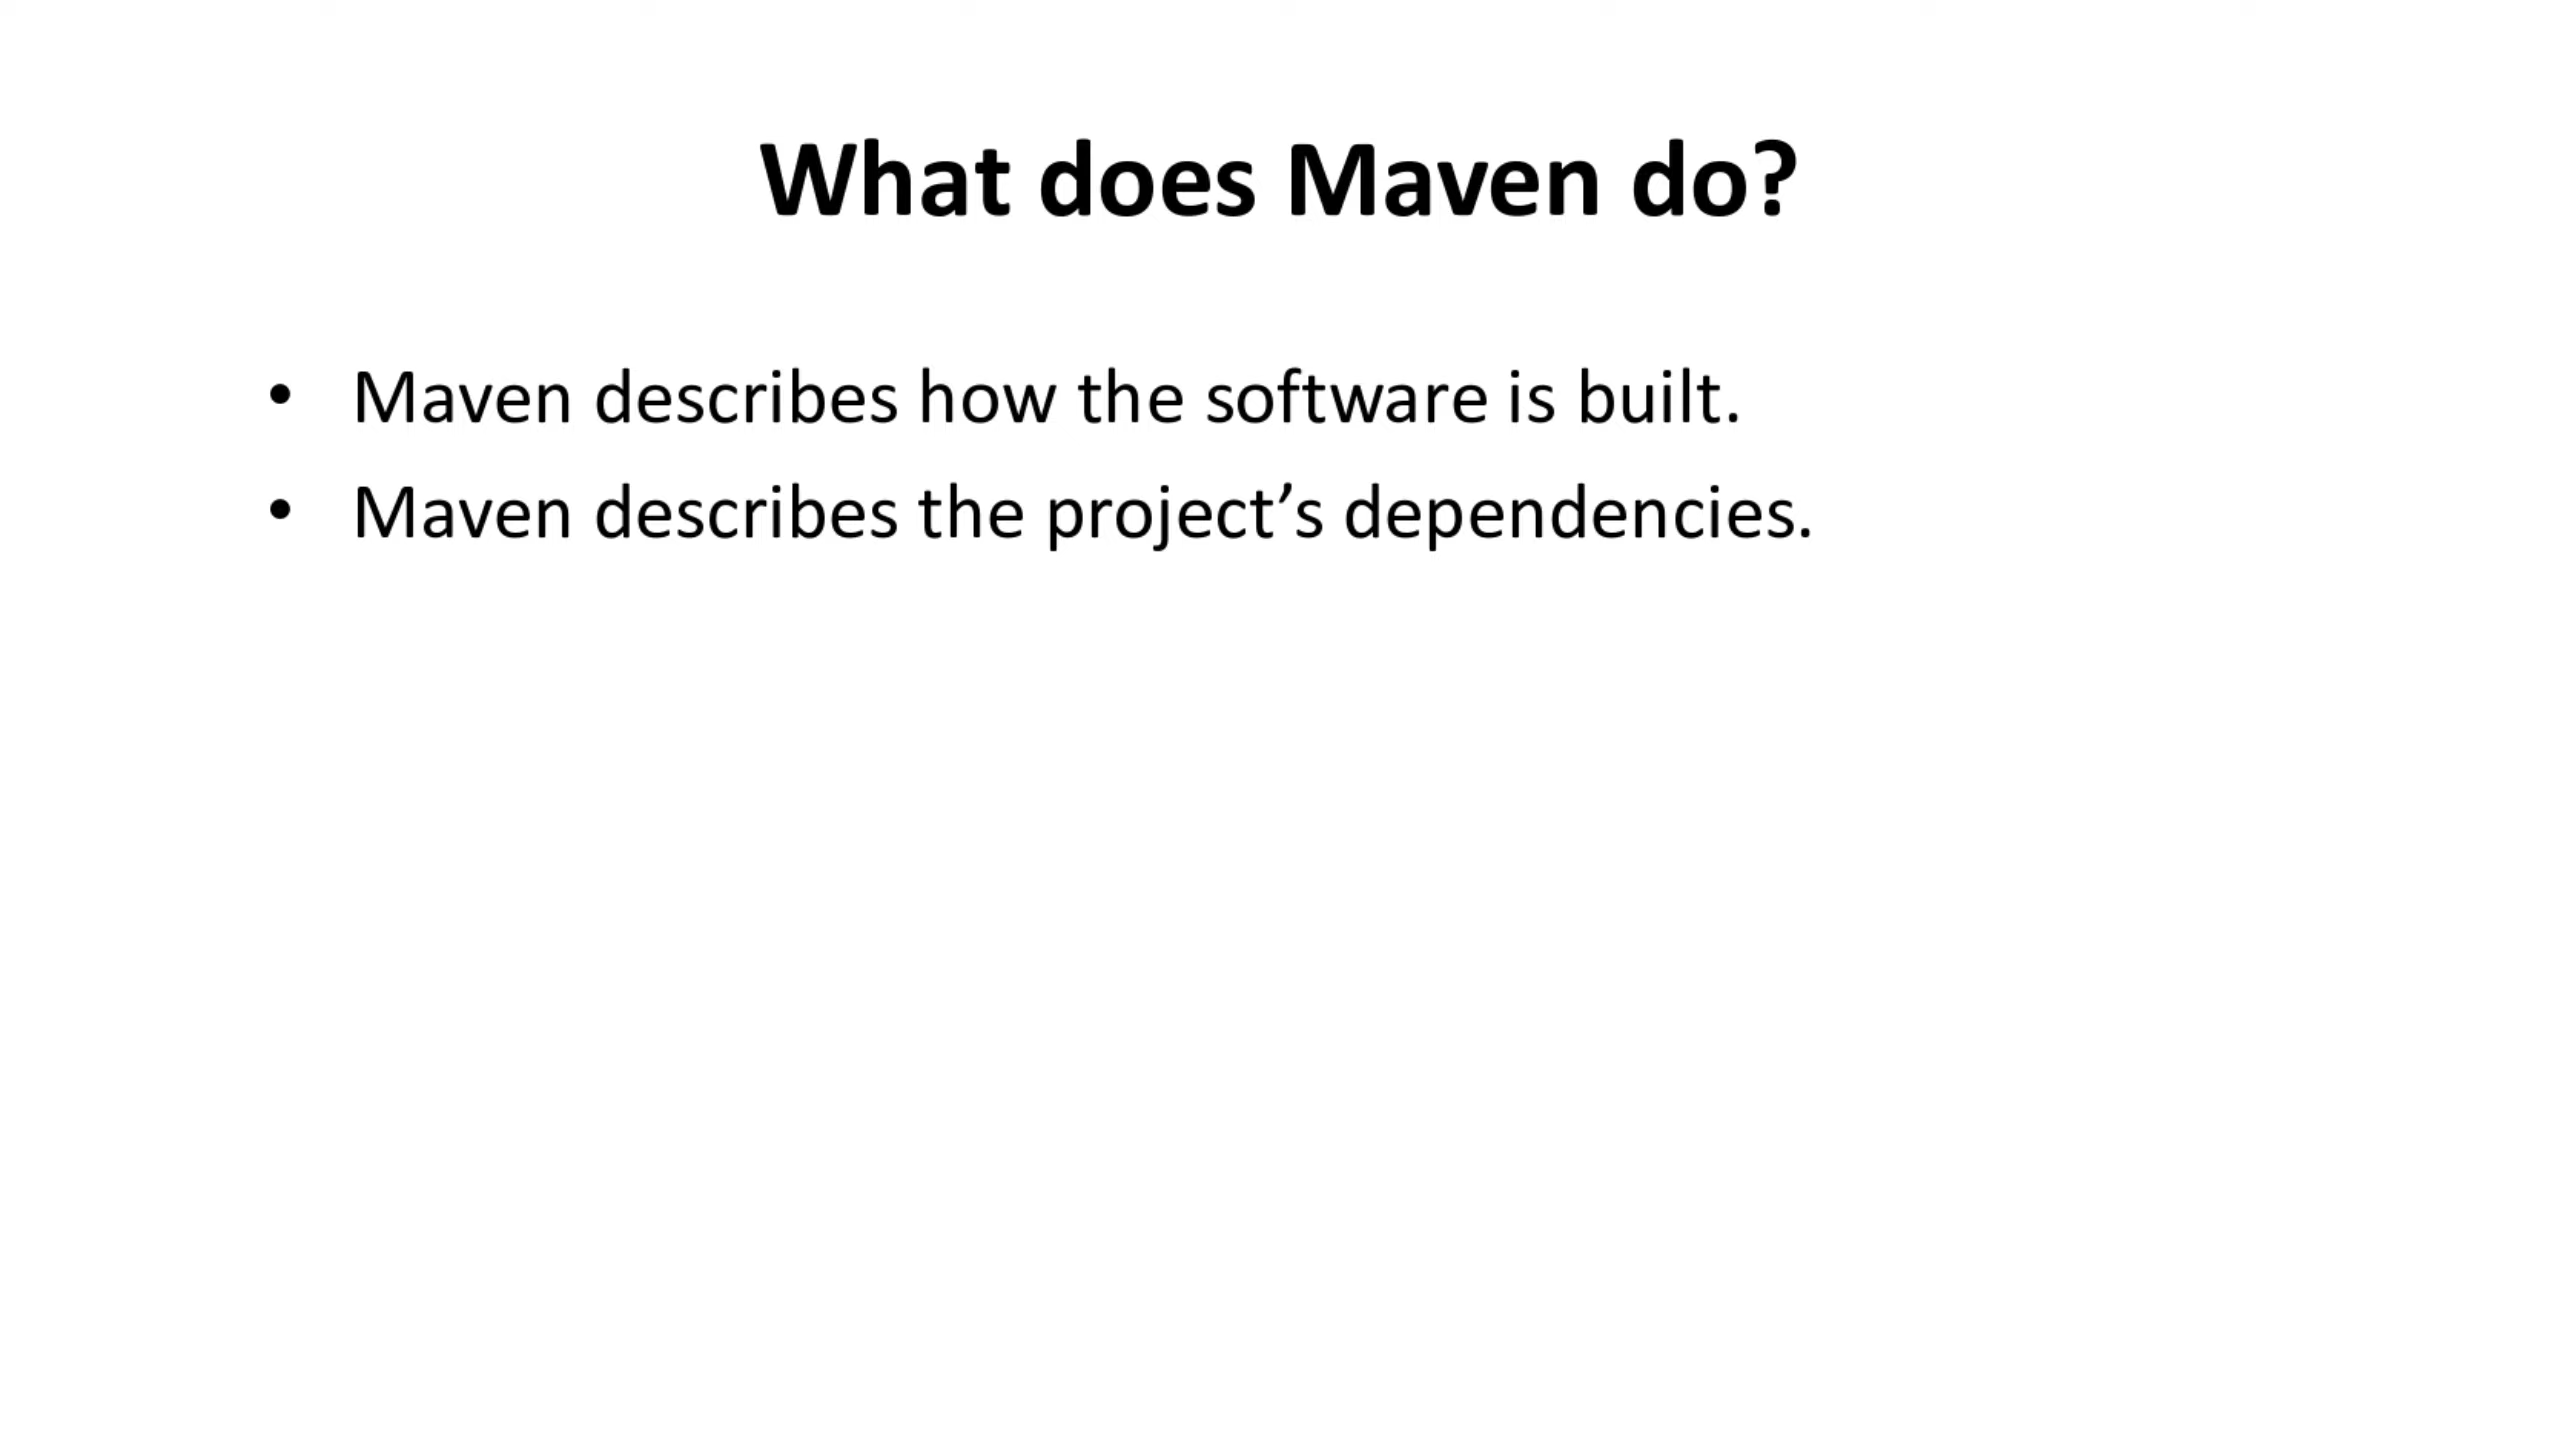 What does Maven do?
• Maven describes how the software is built.
• Maven describes the project’s dependencies.